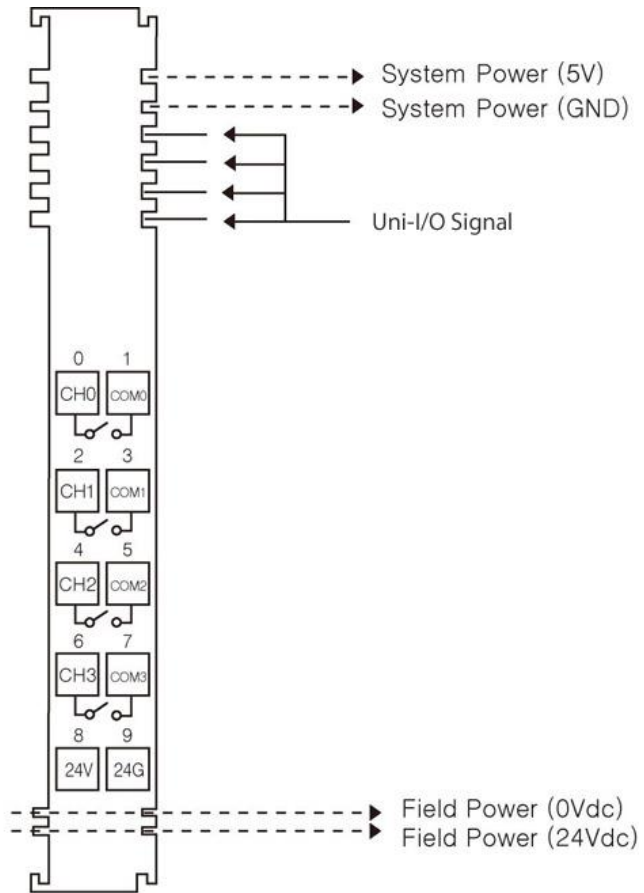 System Power (5V)
System Power (GND)
Uni-I/O Signal
0 1
CH0 COM0
2 3
CH1 COM1
4 5
CH2 COM2
6 7
CH3 COM3
8 9
24V 24G
Field Power (0Vdc)
Field Power (24Vdc)